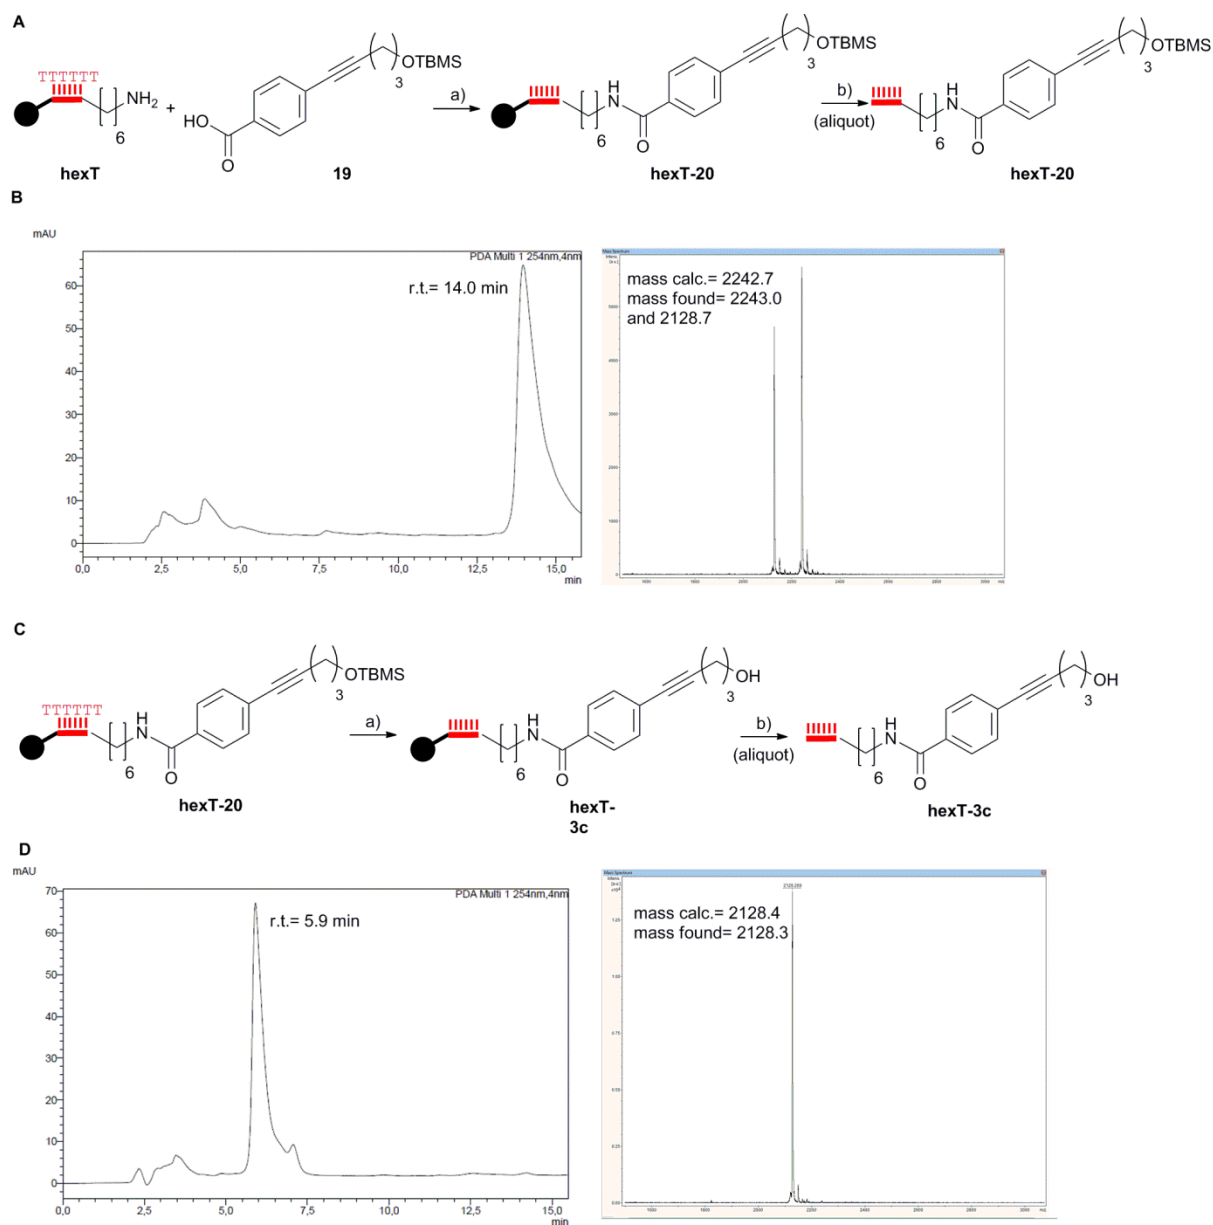 A
TTTTTT
NH2
6
+
HO
O
3
OTBMS
a)
H
N
6
O
3
OTBMS
b)
(aliquot)
H
N
6
O
3
OTBMS
hexT
19
hexT-20
hexT-20
B
mAU
PDA Multi 1 254nm,4nm
r.t.= 14.0 min
60
50
40
30
20
10
0
0,0 2,5 5,0 7,5 10,0 12,5 15,0
min
Mass Spectrum
mass calc.= 2242.7
mass found= 2243.0
and 2128.7
C
TTTTTT
H
N
6
O
3
OTBMS
a)
H
N
6
O
3
OH
b)
(aliquot)
H
N
6
O
3
OH
hexT-20
hexT-
3c
hexT-3c
D
mAU
PDA Multi 1 254nm,4nm
r.t.= 5.9 min
70
60
50
40
30
20
10
0
0,0 2,5 5,0 7,5 10,0 12,5 15,0
min
Mass Spectrum
mass calc.= 2128.4
mass found= 2128.3